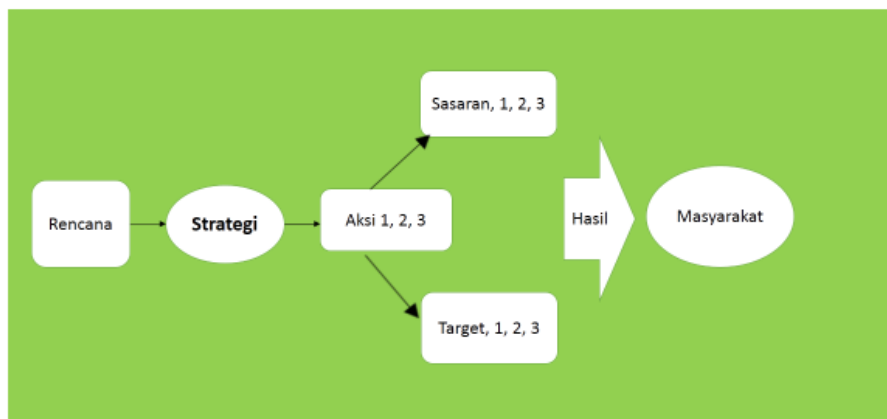 Sasaran, 1, 2, 3
Rencana
Strategi
Aksi 1, 2, 3
Hasil
Masyarakat
Target, 1, 2, 3